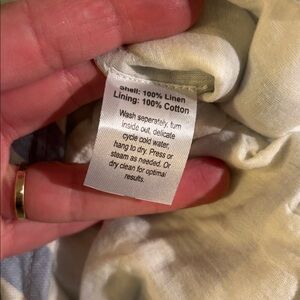 Shell: 100% Linen
Lining: 100% Cotton
Wash seperately, turn
inside out, delicate
cycle cold water,
hang to dry. Press or
steam as needed. Or
dry clean for optimal
results.